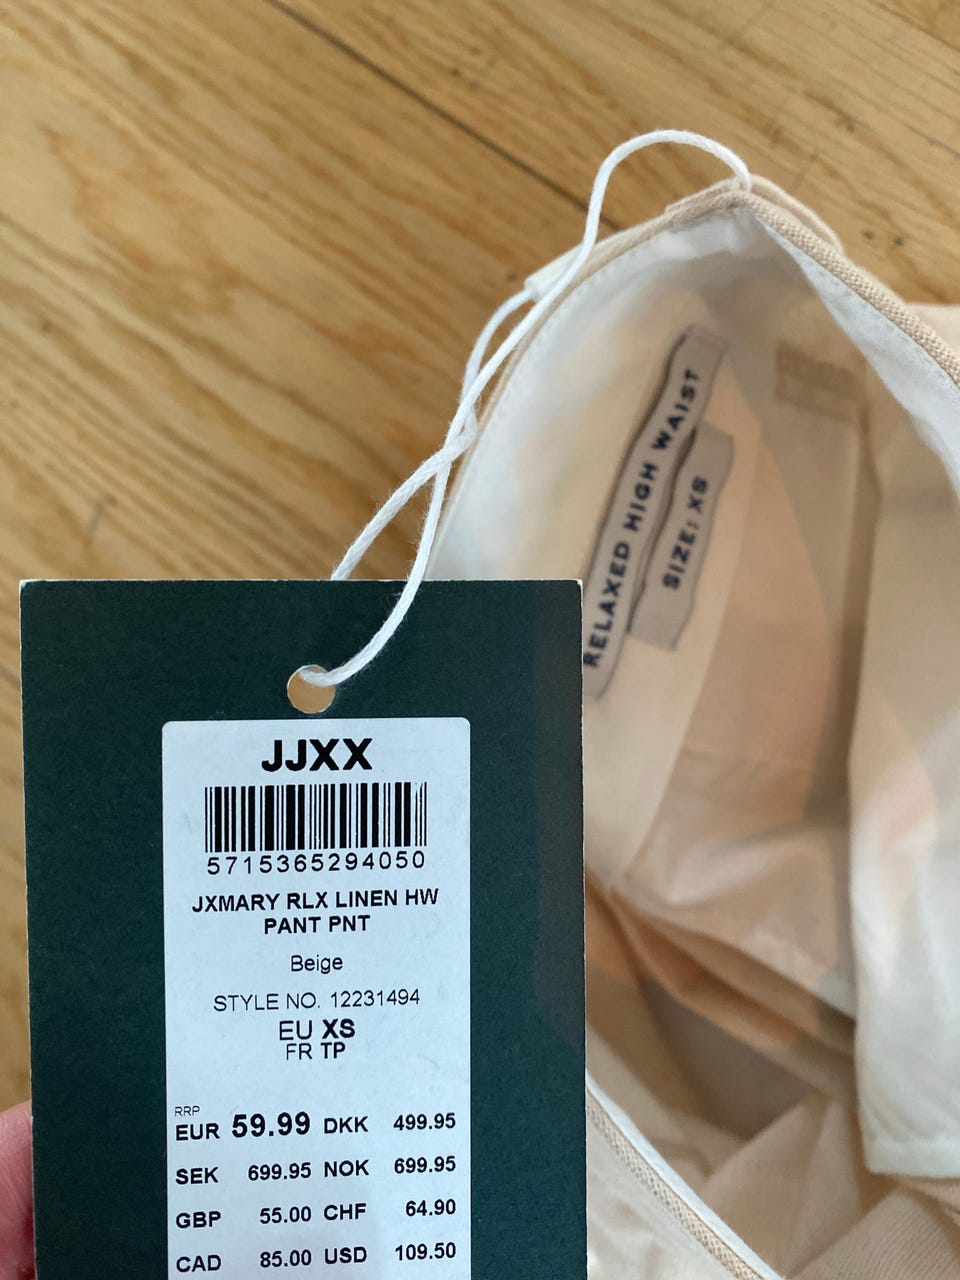 RELAXED HIGH WAIST
SIZE: XS
JJXX
5715365294050
JXMARY RLX LINEN HW
PANT PNT
Beige
STYLE NO. 12231494
EU XS
FR TP
RRP
EUR 59.99 DKK 499.95
SEK 699.95 NOK 699.95
GBP 55.00 CHF 64.90
CAD 85.00 USD 109.50